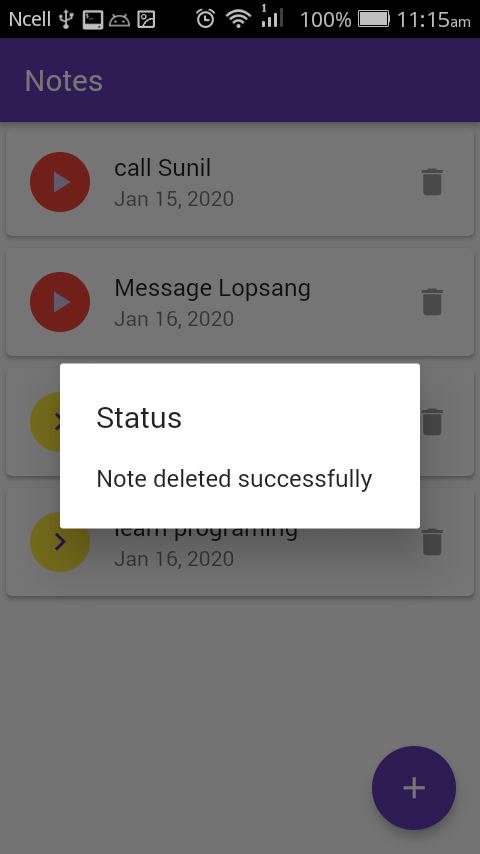 Ncell 1 100% 11:15am
Notes
call Sunil
Jan 15, 2020
Message Lopsang
Jan 16, 2020
Status
Note deleted successfully
learn programing
Jan 16, 2020